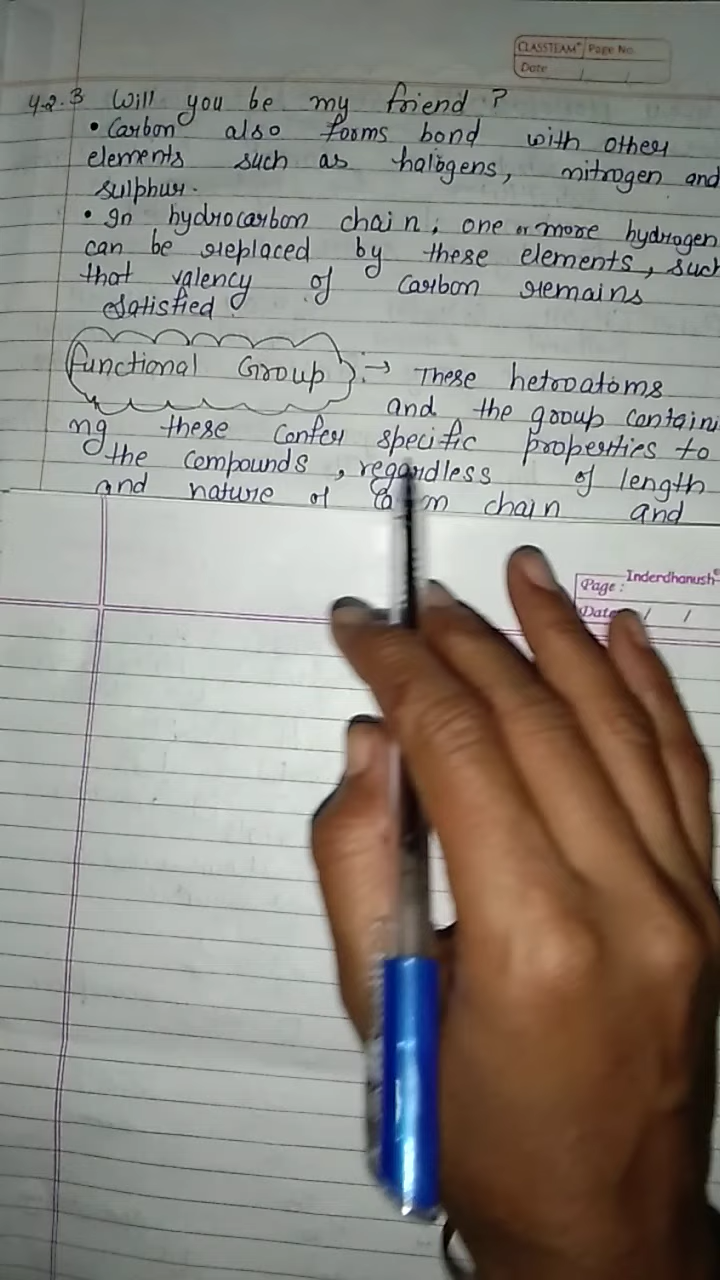 CLASSTEAM Page No.
Date / /
4.2.3 Will you be my friend ?
• Carbon also forms bond with other
elements such as halogens, nitrogen and
sulphur.
• In hydrocarbon chain, one or more hydrogen
can be replaced by these elements, such
that valency of carbon remains
satisfied.
functional Group :→ These hetroatoms
and the group contain
ng these confer specific properties to
the compounds, regardless of length
and nature of chain and
Inderdhanush
Page :
Date / /